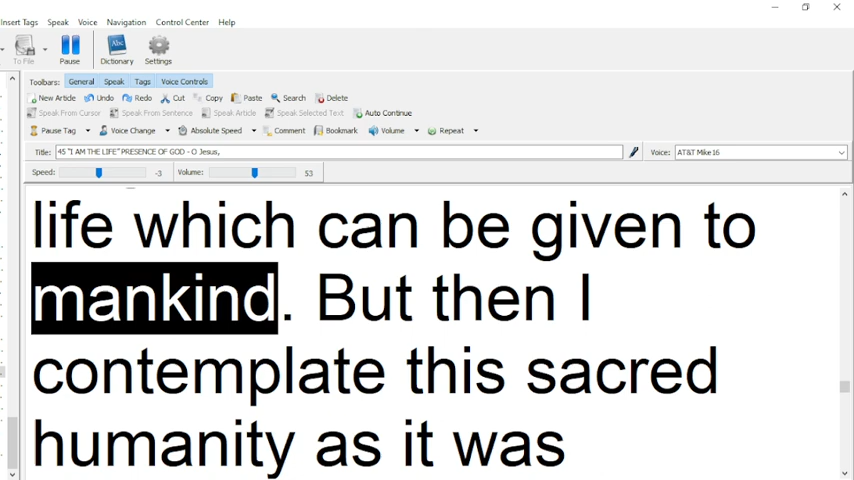 Insert Tags Speak Voice Navigation Control Center Help
To File Pause Dictionary Settings
Toolbars: General Speak Tags Voice Controls
New Article Undo Redo Cut Copy Paste Search Delete
Speak From Cursor Speak From Sentence Speak Article Speak Selected Text Auto Continue
Pause Tag Voice Change Absolute Speed Comment Bookmark Volume Repeat
Title: 45 "I AM THE LIFE" PRESENCE OF GOD - O Jesus, Voice: AT&T Mike16
Speed: -3 Volume: 53
life which can be given to
mankind. But then I
contemplate this sacred
humanity as it was